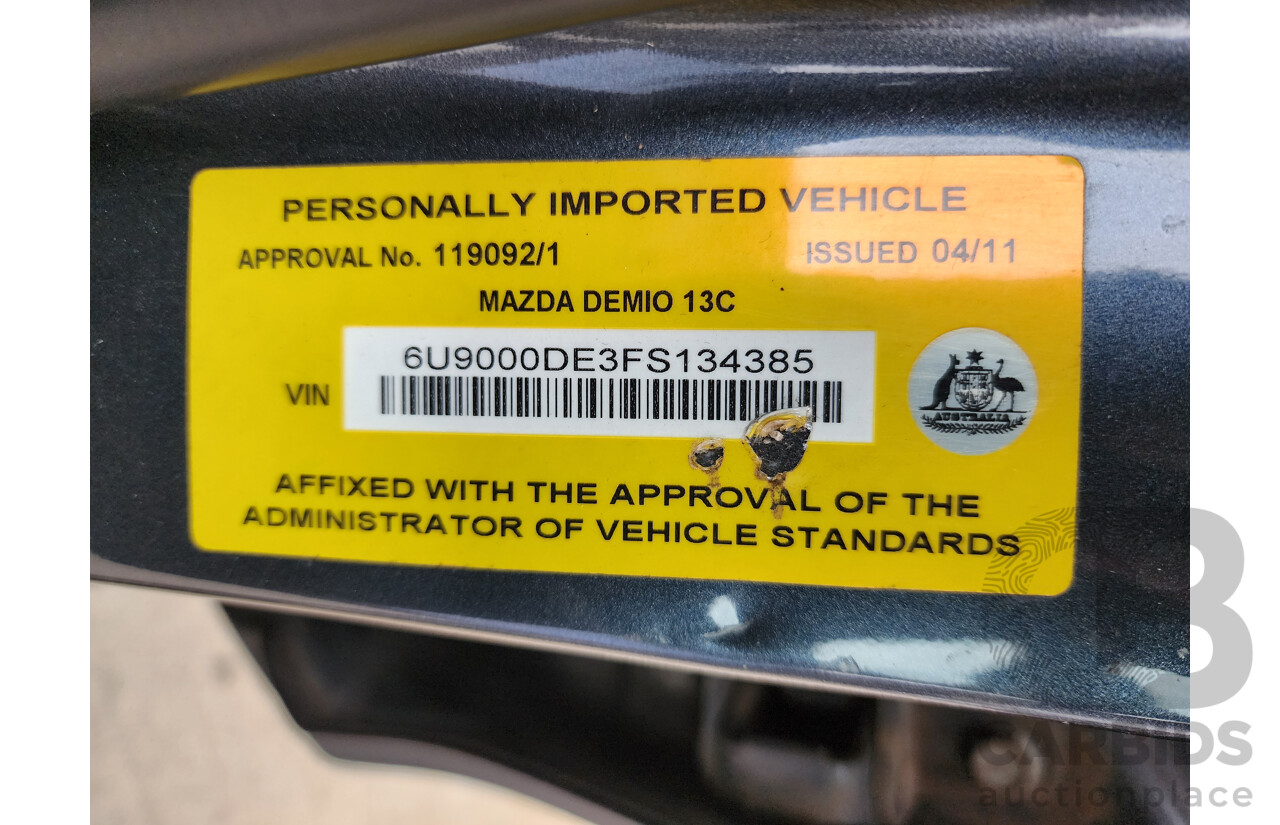 PERSONALLY IMPORTED VEHICLE
APPROVAL No. 119092/1 ISSUED 04/11
MAZDA DEMIO 13C
6U9000DE3FS134385
VIN
AUSTRALIA
AFFIXED WITH THE APPROVAL OF THE
ADMINISTRATOR OF VEHICLE STANDARDS
B
CARBIDS
auctionplace